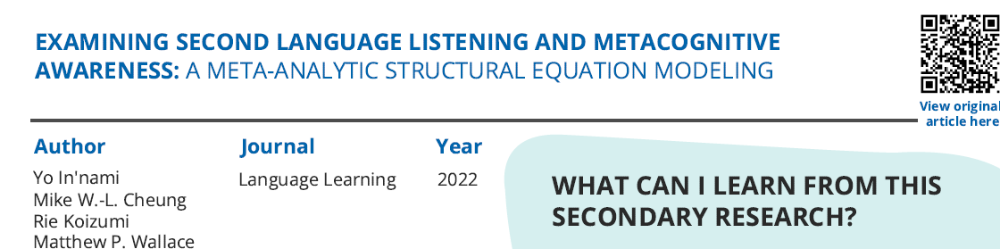 EXAMINING SECOND LANGUAGE LISTENING AND METACOGNITIVE
AWARENESS: A META-ANALYTIC STRUCTURAL EQUATION MODELING
View original
article here
Author
Journal
Year
Yo In'nami
Mike W.-L. Cheung
Rie Koizumi
Matthew P. Wallace
Language Learning
2022
WHAT CAN I LEARN FROM THIS
SECONDARY RESEARCH?